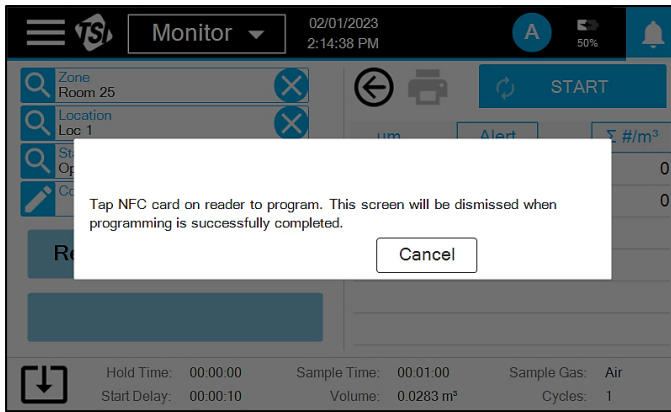 TSI
Monitor
02/01/2023
2:14:38 PM
A
50%
Zone
Room 25
Location
Loc 1
START
µm
Alert
Σ #/m³
0
0
Tap NFC card on reader to program. This screen will be dismissed when
programming is successfully completed.
Cancel
Hold Time: 00:00:00 Sample Time: 00:01:00 Sample Gas: Air
Start Delay: 00:00:10 Volume: 0.0283 m³ Cycles: 1